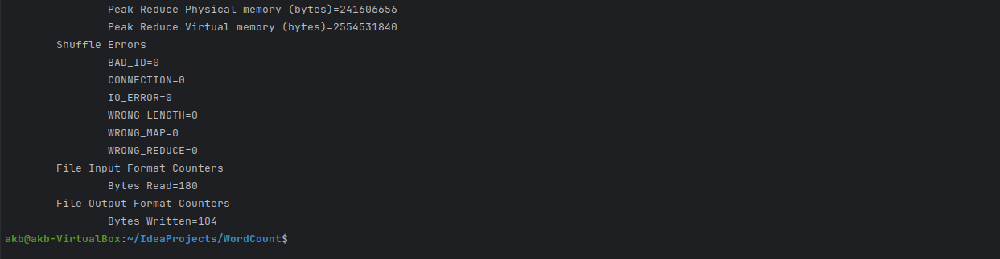 Peak Reduce Physical memory (bytes)=241606656
Peak Reduce Virtual memory (bytes)=2554531840
Shuffle Errors
BAD_ID=0
CONNECTION=0
IO_ERROR=0
WRONG_LENGTH=0
WRONG_MAP=0
WRONG_REDUCE=0
File Input Format Counters
Bytes Read=180
File Output Format Counters
Bytes Written=104
akb@akb-VirtualBox:~/IdeaProjects/WordCount$